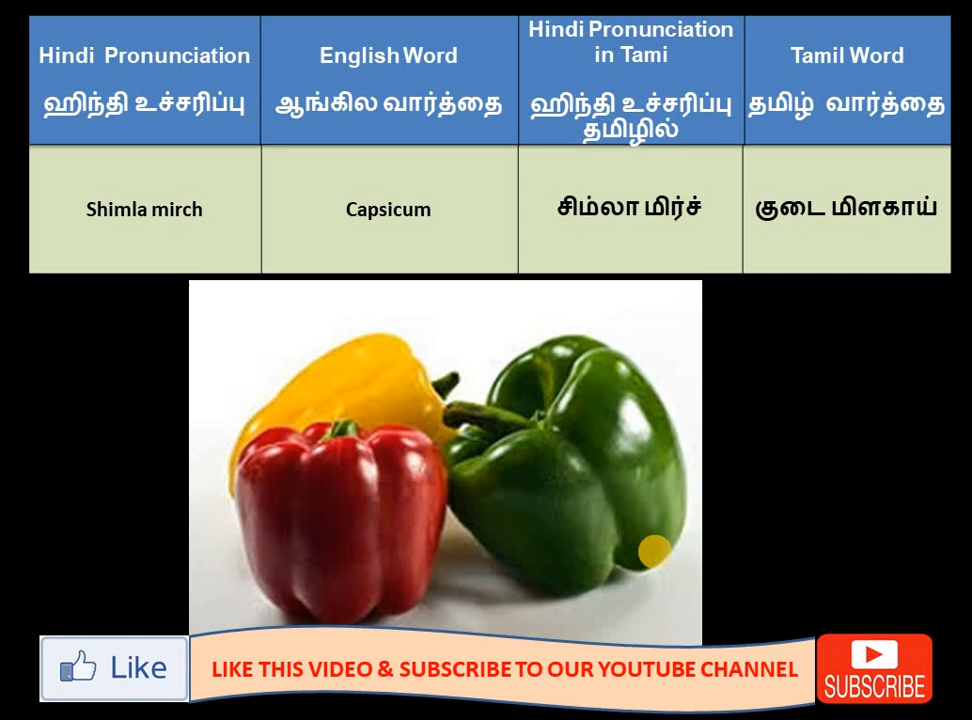 Hindi Pronunciation
ஹிந்தி உச்சரிப்பு
English Word
ஆங்கில வார்த்தை
Hindi Pronunciation
in Tami
ஹிந்தி உச்சரிப்பு
தமிழில்
Tamil Word
தமிழ் வார்த்தை
Shimla mirch
Capsicum
சிம்லா மிர்ச்
குடை மிளகாய்
Like
LIKE THIS VIDEO & SUBSCRIBE TO OUR YOUTUBE CHANNEL
SUBSCRIBE